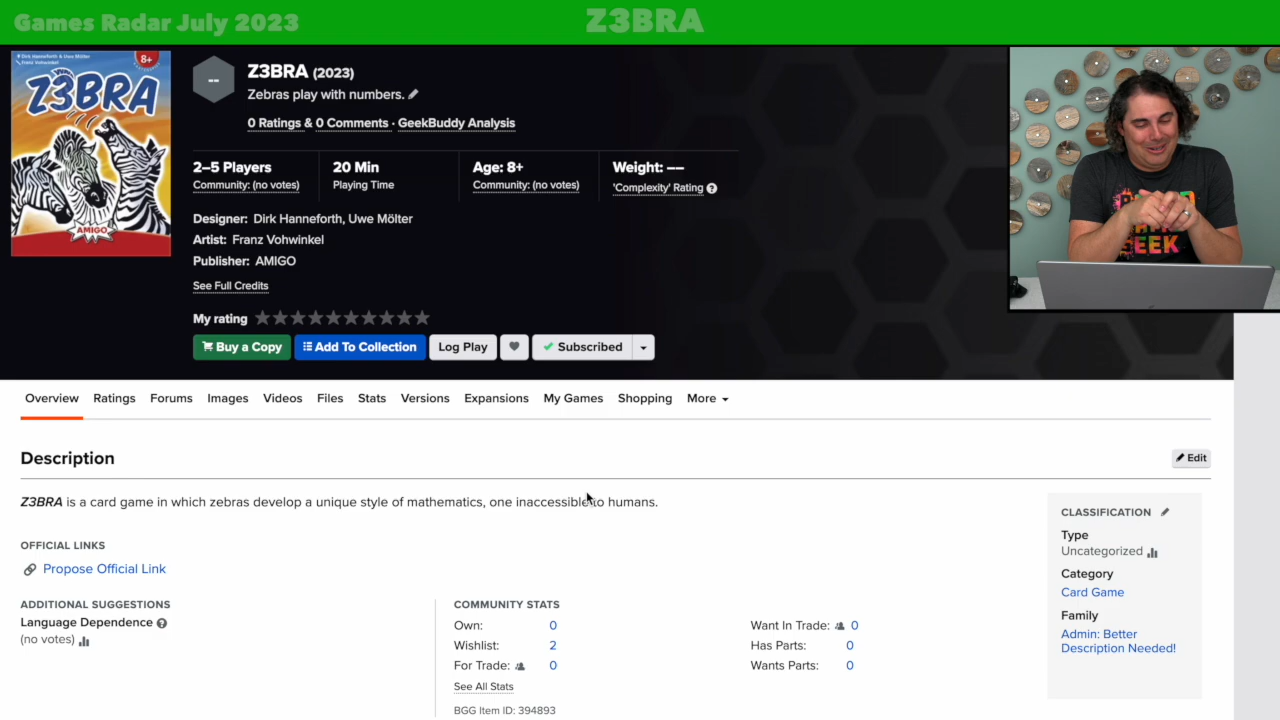 Games Radar July 2023
Z3BRA
Dirk Hanneforth & Uwe Mölter
Franz Vohwinkel
8+
Z3BRA
AMIGO
--
Z3BRA (2023)
Zebras play with numbers.
0 Ratings & 0 Comments · GeekBuddy Analysis
2–5 Players
Community: (no votes)
20 Min
Playing Time
Age: 8+
Community: (no votes)
Weight: --
'Complexity' Rating ?
Designer: Dirk Hanneforth, Uwe Mölter
Artist: Franz Vohwinkel
Publisher: AMIGO
See Full Credits
My rating
Buy a Copy
Add To Collection
Log Play
Subscribed
GEEK
Overview Ratings Forums Images Videos Files Stats Versions Expansions My Games Shopping More
Description
Edit
Z3BRA is a card game in which zebras develop a unique style of mathematics, one inaccessible to humans.
OFFICIAL LINKS
Propose Official Link
ADDITIONAL SUGGESTIONS
Language Dependence ?
(no votes)
COMMUNITY STATS
Own: 0
Wishlist: 2
For Trade: 0
See All Stats
BGG Item ID: 394893
Want In Trade: 0
Has Parts: 0
Wants Parts: 0
CLASSIFICATION
Type
Uncategorized
Category
Card Game
Family
Admin: Better
Description Needed!